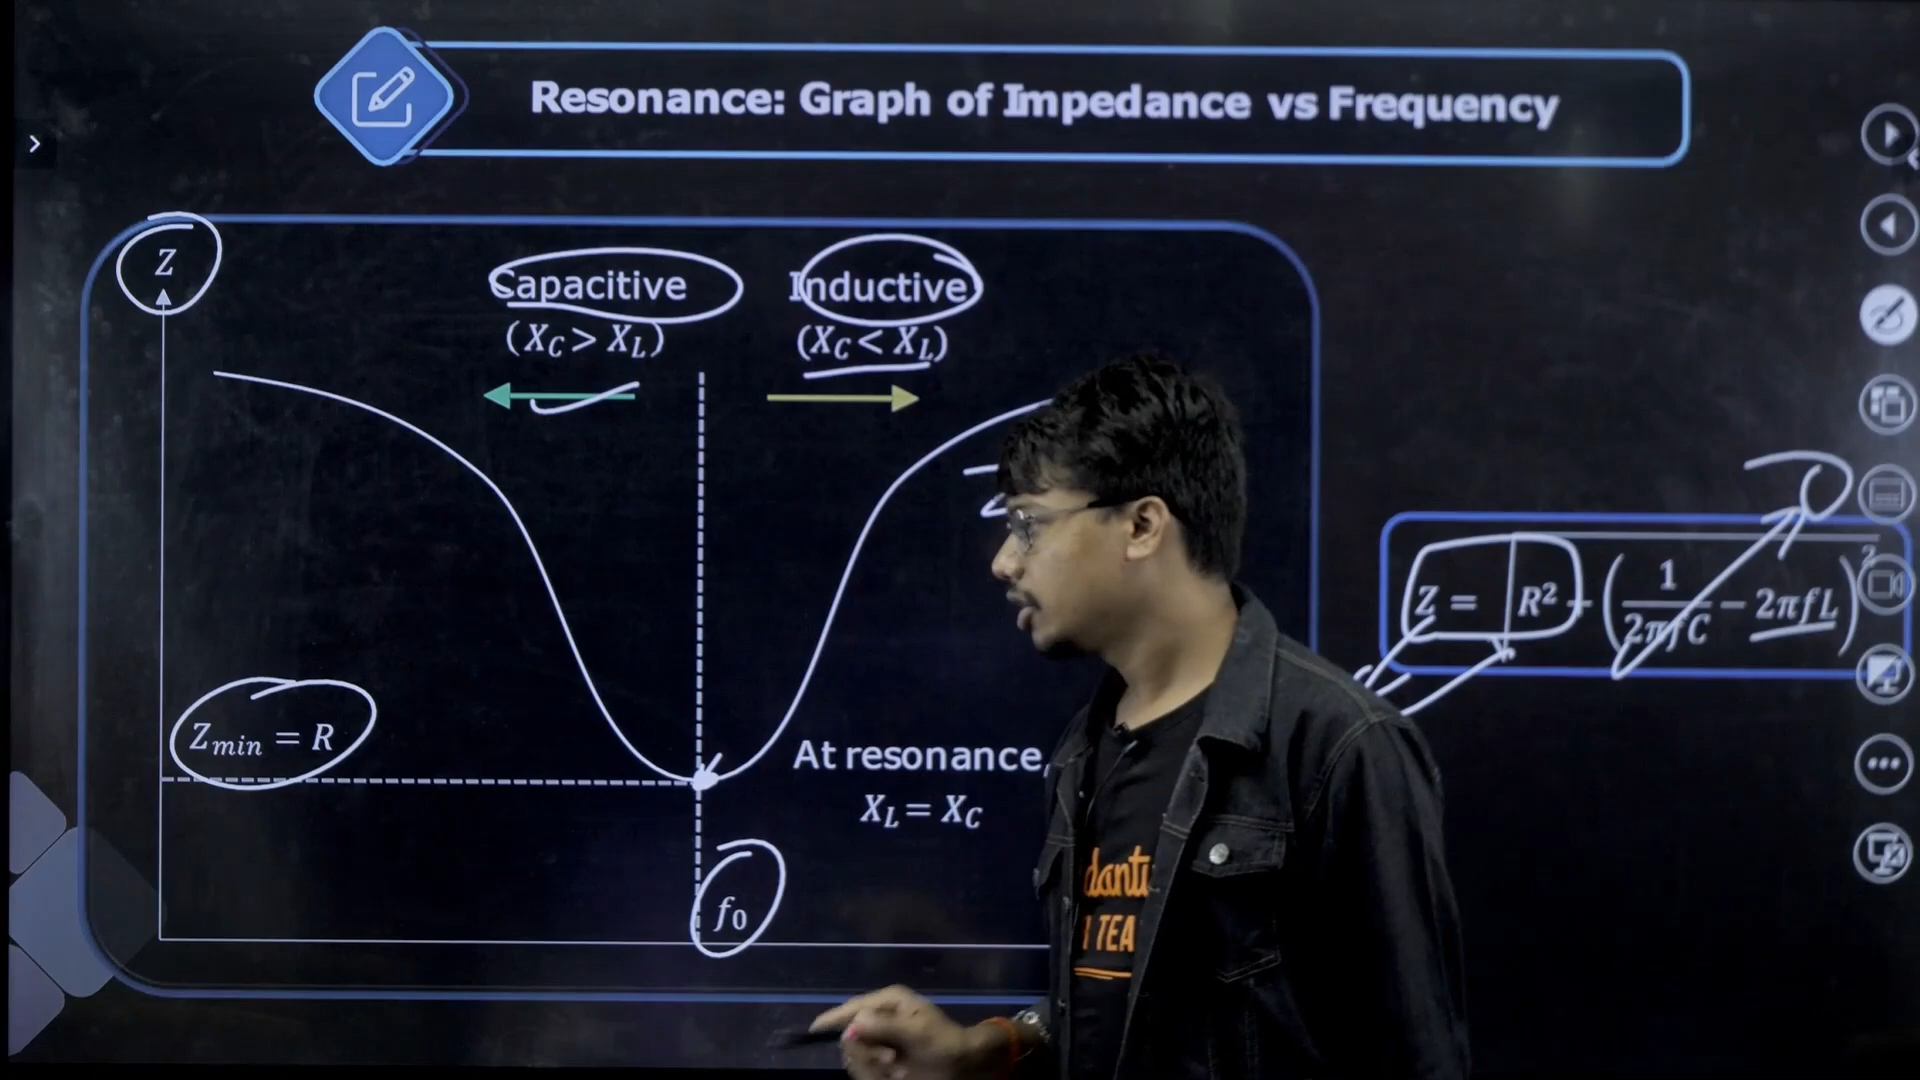 Resonance: Graph of Impedance vs Frequency
Z
Capacitive
(X_C > X_L)
Inductive
(X_C < X_L)
Z = √(R² + (1/(2πfC) − 2πfL)²)
0
Z_min = R
At resonance,
X_L = X_C
f₀
TEA